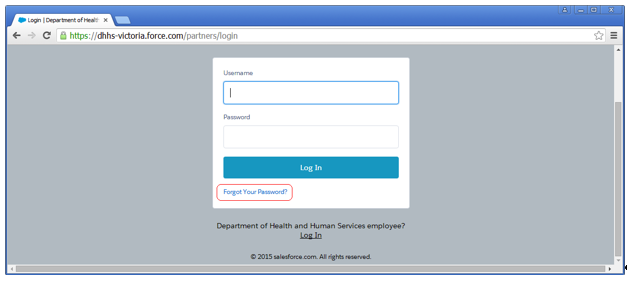 Login | Department of Health
https://dhhs-victoria.force.com/partners/login
Username
Password
Log In
Forgot Your Password?
Department of Health and Human Services employee?
Log In
© 2015 salesforce.com. All rights reserved.